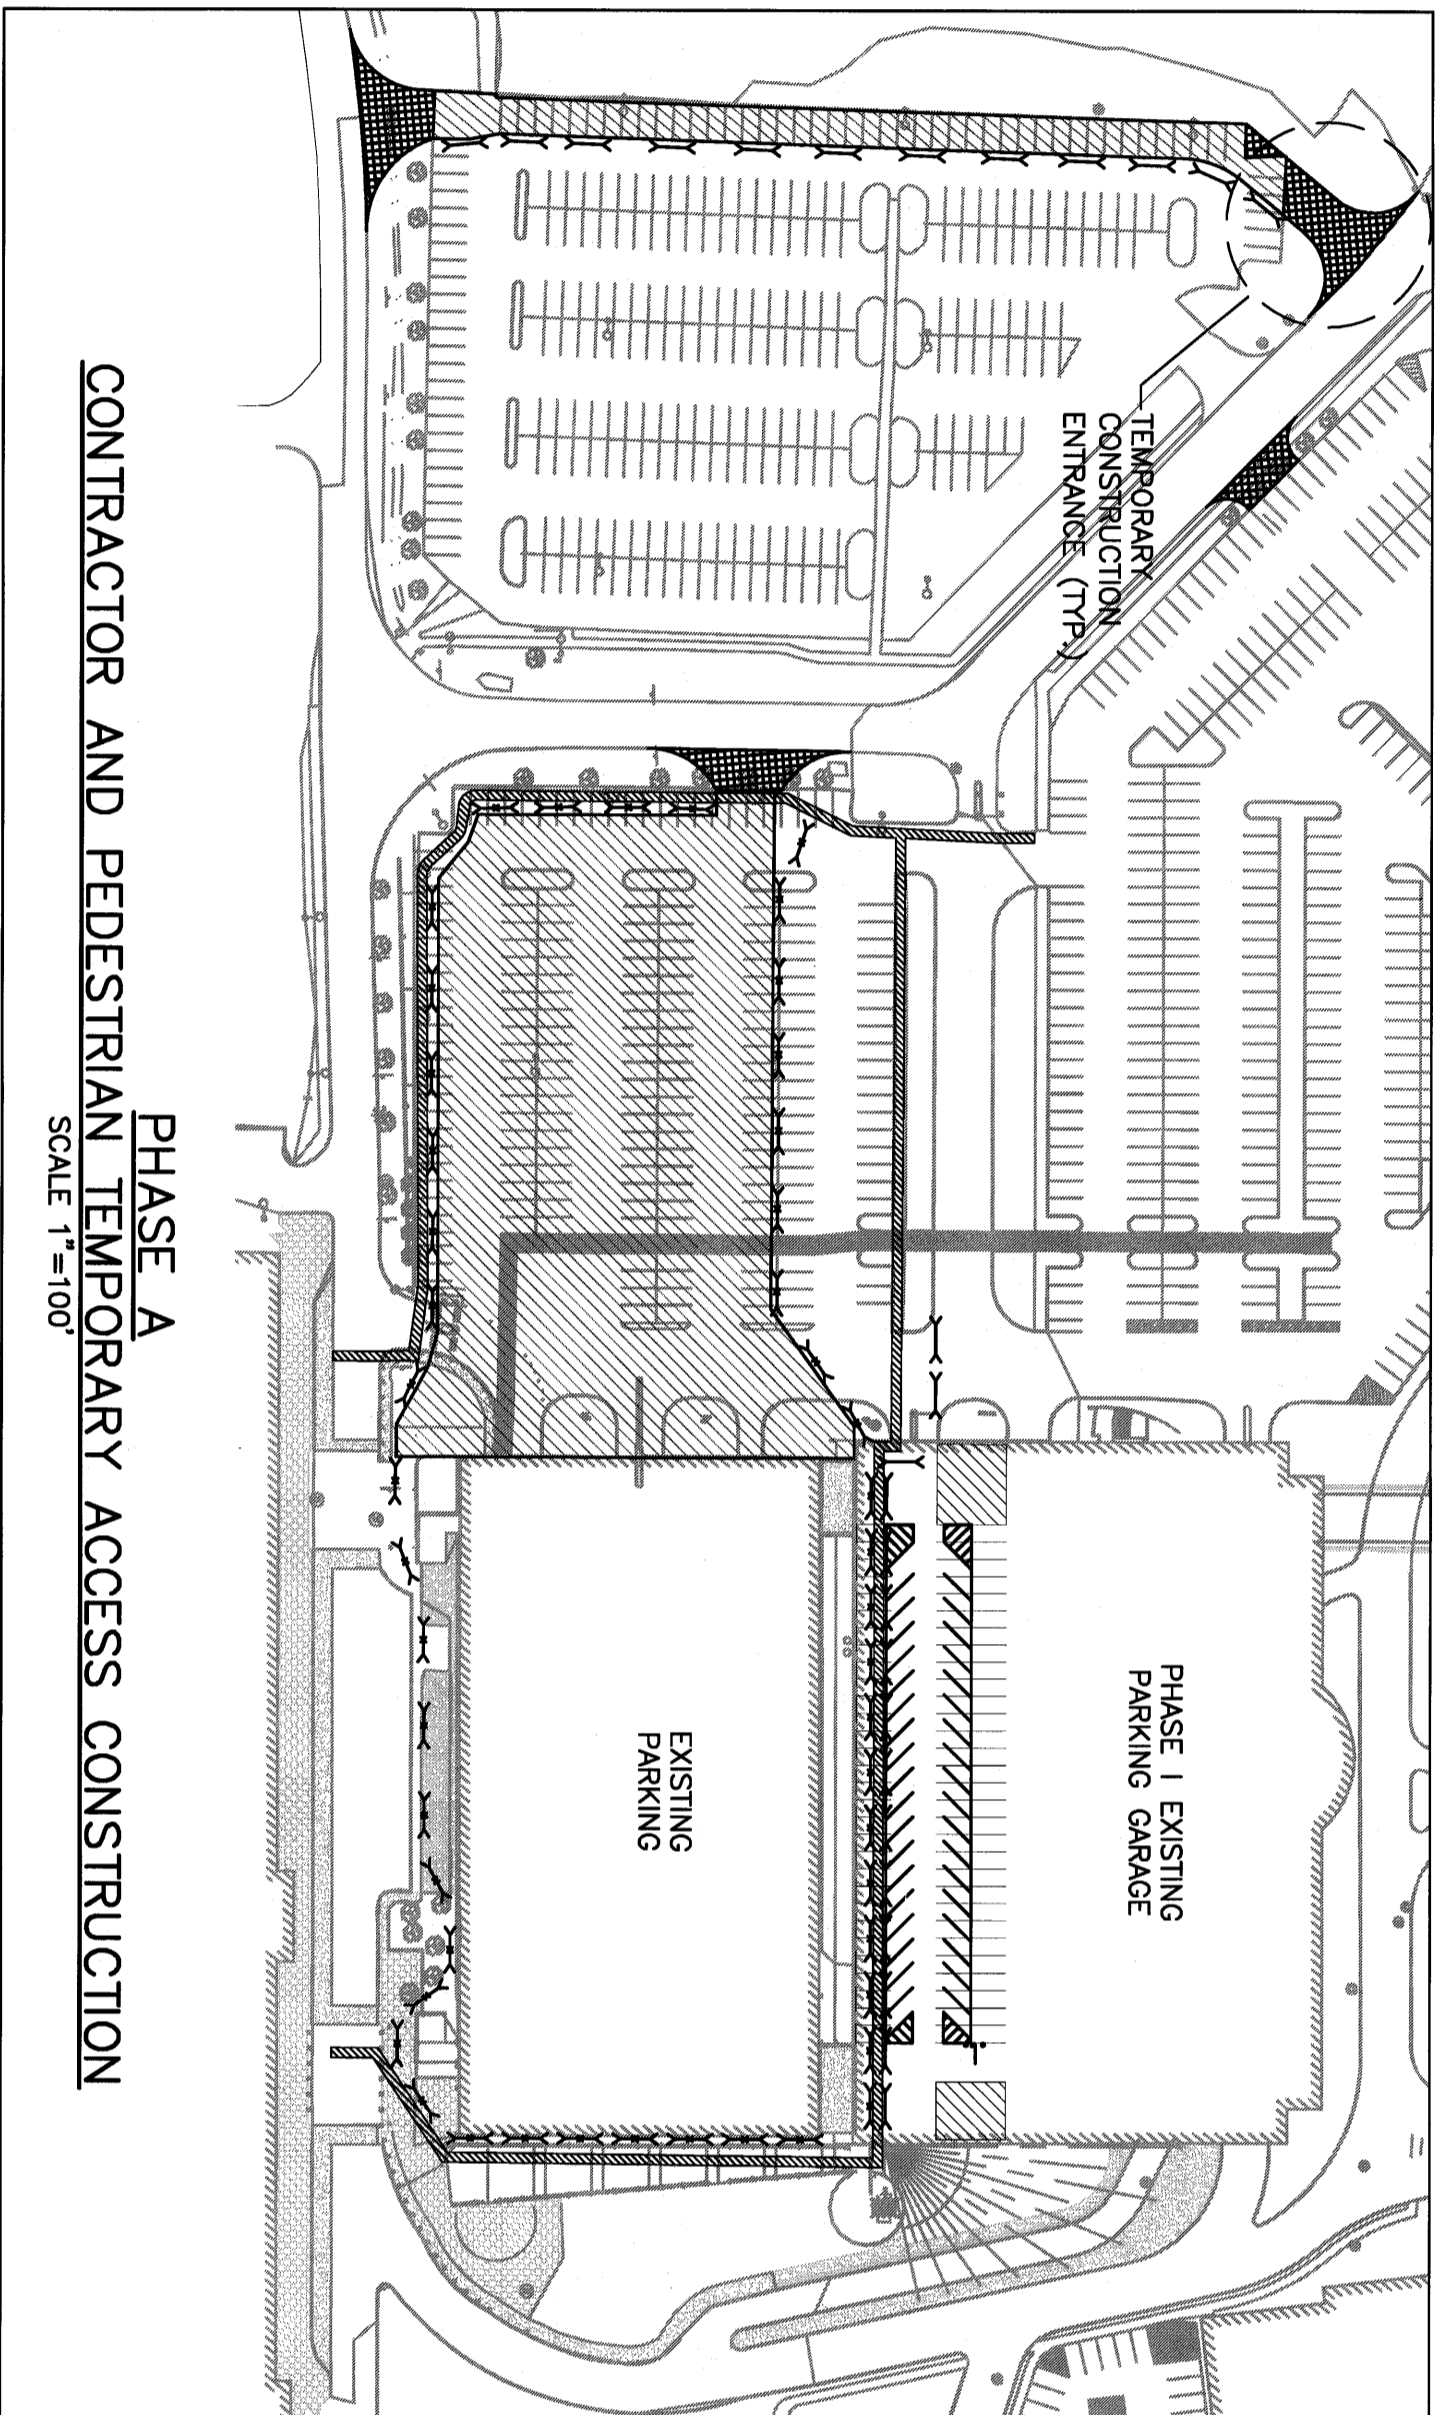 TEMPORARY
CONSTRUCTION
ENTRANCE (TYP.)
PHASE I EXISTING
PARKING GARAGE
EXISTING
PARKING
PHASE A
CONTRACTOR AND PEDESTRIAN TEMPORARY ACCESS CONSTRUCTION
SCALE 1"=100'